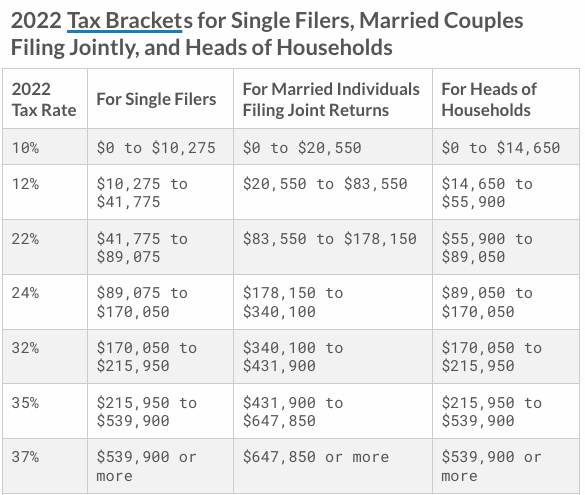 2022 Tax Brackets for Single Filers, Married Couples
Filing Jointly, and Heads of Households
2022
Tax Rate
For Single Filers
For Married Individuals
Filing Joint Returns
For Heads of
Households
10%
$0 to $10,275
$0 to $20,550
$0 to $14,650
12%
$10,275 to
$41,775
$20,550 to $83,550
$14,650 to
$55,900
22%
$41,775 to
$89,075
$83,550 to $178,150
$55,900 to
$89,050
24%
$89,075 to
$170,050
$178,150 to
$340,100
$89,050 to
$170,050
32%
$170,050 to
$215,950
$340,100 to
$431,900
$170,050 to
$215,950
35%
$215,950 to
$539,900
$431,900 to
$647,850
$215,950 to
$539,900
37%
$539,900 or
more
$647,850 or more
$539,900 or
more